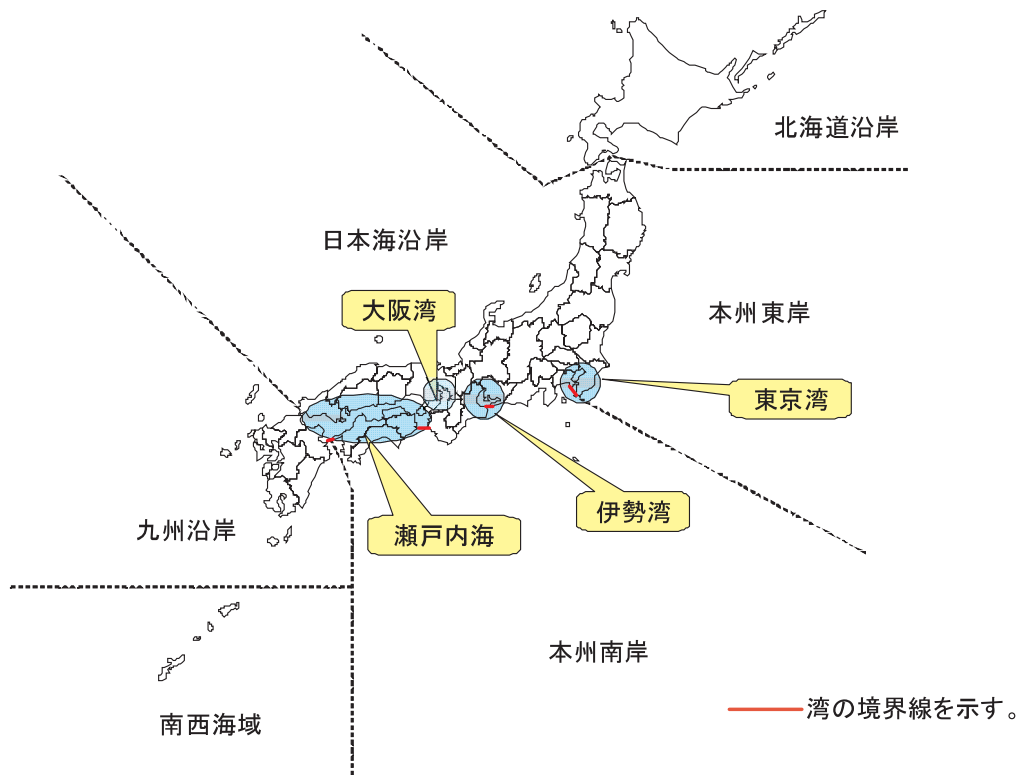 北海道沿岸
日本海沿岸
大阪湾
本州東岸
東京湾
伊勢湾
瀬戸内海
九州沿岸
本州南岸
南西海域
湾の境界線を示す。